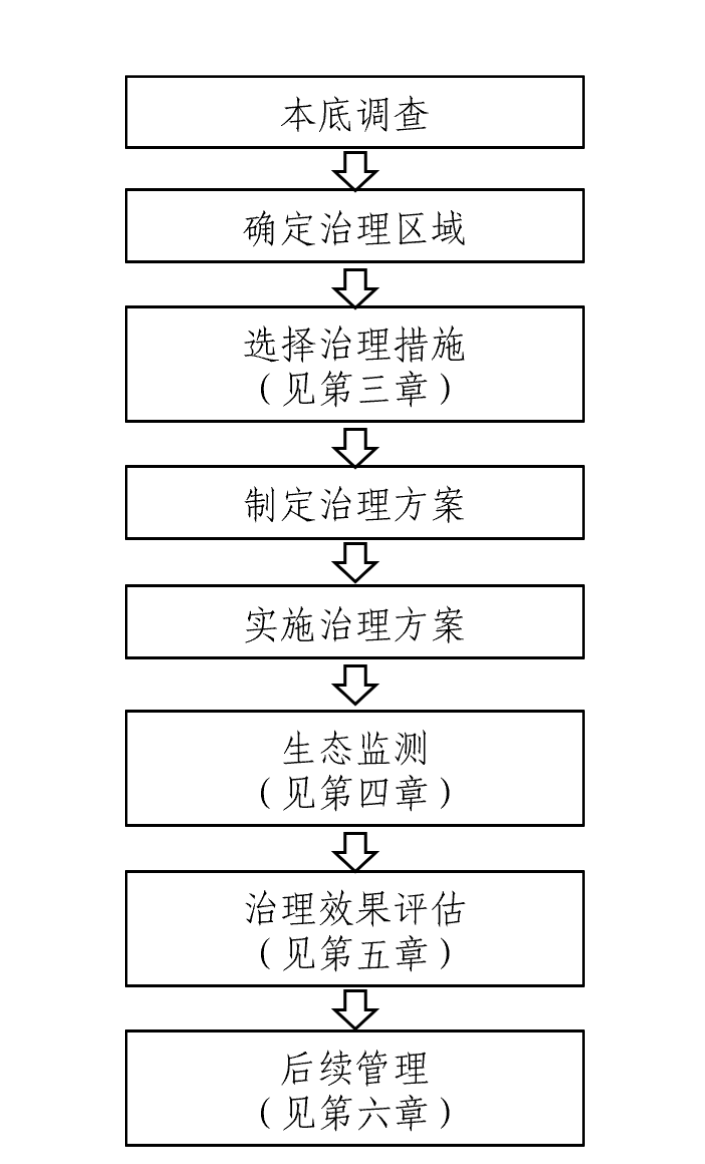 本底调查
确定治理区域
选择治理措施
（见第三章）
制定治理方案
实施治理方案
生态监测
（见第四章）
治理效果评估
（见第五章）
后续管理
（见第六章）